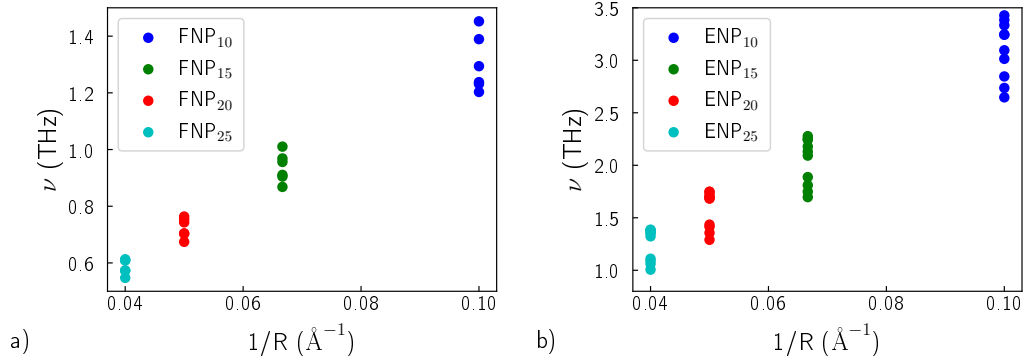 1.4
1.2
1.0
0.8
0.6
ν (THz)
FNP₁₀
FNP₁₅
FNP₂₀
FNP₂₅
0.04 0.06 0.08 0.10
1/R (Å⁻¹)
a)
3.5
3.0
2.5
2.0
1.5
1.0
ν (THz)
ENP₁₀
ENP₁₅
ENP₂₀
ENP₂₅
0.04 0.06 0.08 0.10
1/R (Å⁻¹)
b)